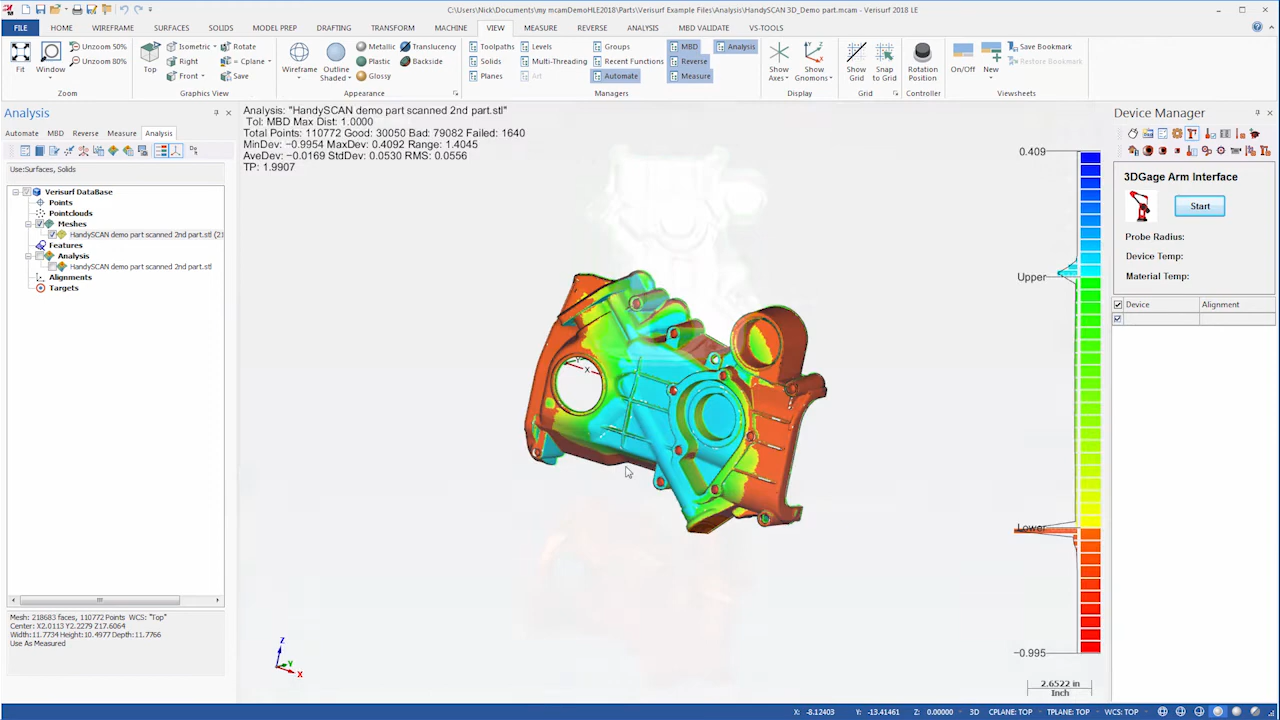 C:\Users\Nick\Documents\my mcamDemoHLE2018\Parts\Verisurf Example Files\Analysis\HandySCAN 3D_Demo part.mcam - Verisurf 2018 LE
FILE HOME WIREFRAME SURFACES SOLIDS MODEL PREP DRAFTING TRANSFORM MACHINE VIEW MEASURE REVERSE ANALYSIS MBD VALIDATE VS-TOOLS
Fit
Window
Unzoom 50%
Unzoom 80%
Zoom
Top
Isometric
Right
Front
Rotate
= Cplane
Save
Graphics View
Wireframe
Outline Shaded
Metallic
Plastic
Glossy
Translucency
Backside
Appearance
Toolpaths
Solids
Planes
Levels
Multi-Threading
Art
Groups
Recent Functions
Automate
MBD
Reverse
Measure
Analysis
Managers
Show Axes
Show Gnomons
Display
Show Grid
Snap to Grid
Grid
Rotation Position
Controller
On/Off
New
Save Bookmark
Restore Bookmark
Viewsheets
Analysis
Automate MBD Reverse Measure Analysis
Use:Surfaces, Solids
Verisurf DataBase
Points
Pointclouds
Meshes
HandySCAN demo part scanned 2nd part.stl (21
Features
Analysis
HandySCAN demo part scanned 2nd part.stl
Alignments
Targets
Mesh: 218683 faces, 110772 Points WCS: "Top"
Center: X2.0113 Y2.2279 Z17.6064
Width:11.7734 Height:10.4977 Depth:11.7766
Use As Measured
Analysis: "HandySCAN demo part scanned 2nd part.stl"
Tol: MBD Max Dist: 1.0000
Total Points: 110772 Good: 30050 Bad: 79082 Failed: 1640
MinDev: -0.9954 MaxDev: 0.4092 Range: 1.4045
AveDev: -0.0169 StdDev: 0.0530 RMS: 0.0556
TP: 1.9907
X
Z
Y
X
0.409
Upper
Lower
-0.995
2.6522 in
Inch
Device Manager
3DGage Arm Interface
Start
Probe Radius:
Device Temp:
Material Temp:
Device Alignment
X: -8.12403 Y: -13.41461 Z: 0.00000 3D CPLANE: TOP TPLANE: TOP WCS: TOP